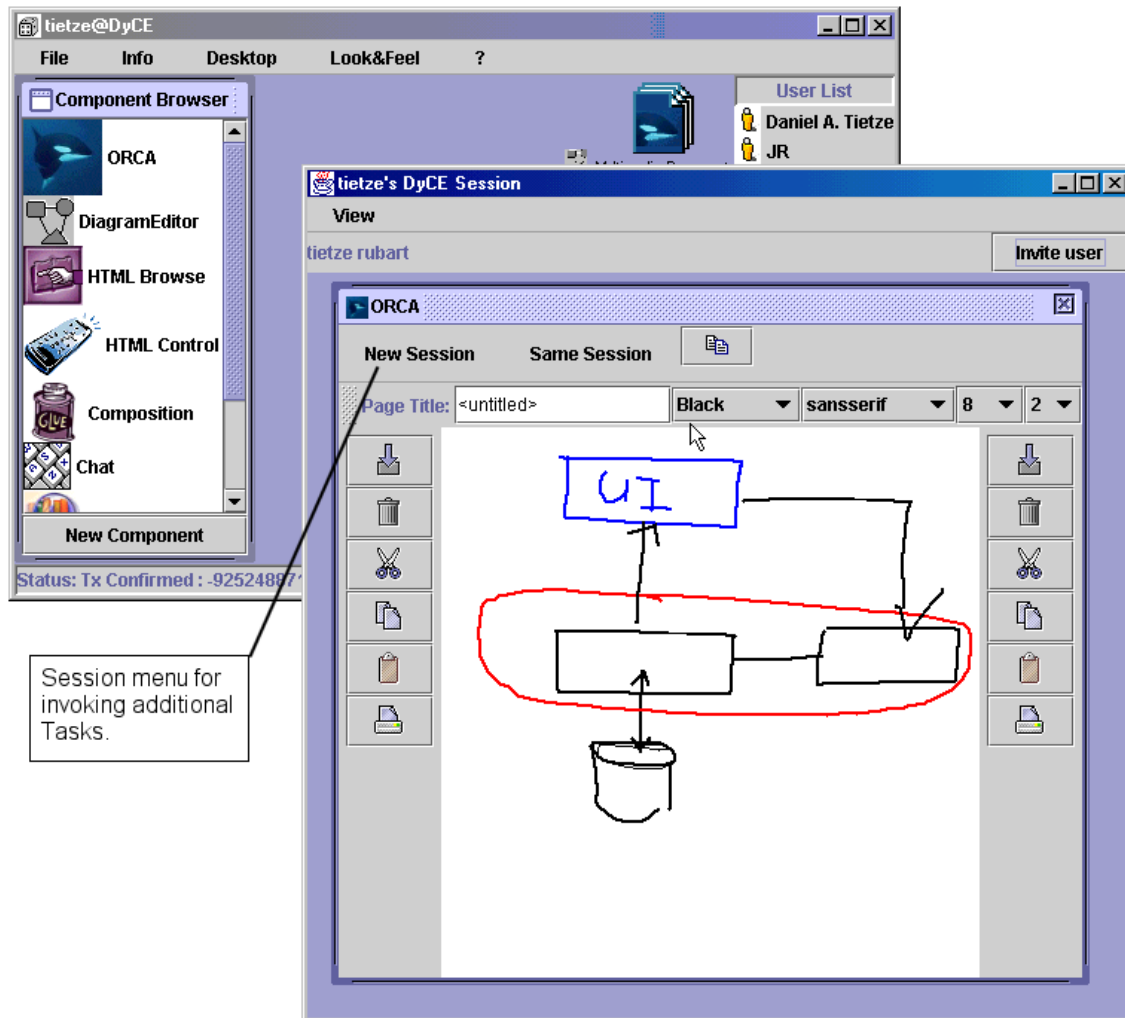 tietze@DyCE
File Info Desktop Look&Feel ?
Component Browser
ORCA
DiagramEditor
HTML Browse
HTML Control
Composition
Chat
New Component
Status: Tx Confirmed : -92524887
User List
Daniel A. Tietze
JR
tietze's DyCE Session
View
tietze rubart
Invite user
ORCA
New Session Same Session
Page Title: <untitled> Black sansserif 8 2
UI
GLUE
Session menu for
invoking additional
Tasks.